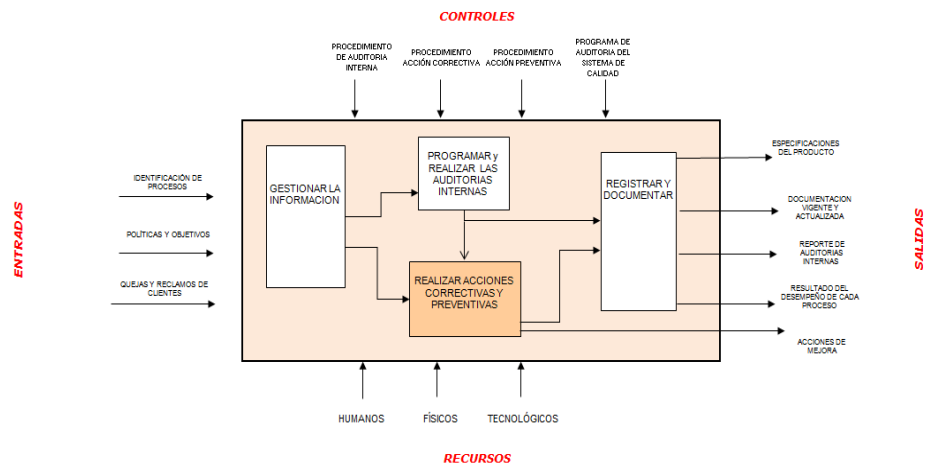 CONTROLES
PROCEDIMIENTO
DE AUDITORIA
INTERNA
PROCEDIMIENTO
ACCIÓN CORRECTIVA
PROCEDIMIENTO
ACCIÓN PREVENTIVA
PROGRAMA DE
AUDITORIA DEL
SISTEMA DE
CALIDAD
ENTRADAS
IDENTIFICACIÓN DE
PROCESOS
POLÍTICAS Y OBJETIVOS
QUEJAS Y RECLAMOS DE
CLIENTES
GESTIONAR LA
INFORMACION
PROGRAMAR y
REALIZAR LAS
AUDITORIAS
INTERNAS
REALIZAR ACCIONES
CORRECTIVAS Y
PREVENTIVAS
REGISTRAR Y
DOCUMENTAR
ESPECIFICACIONES
DEL PRODUCTO
DOCUMENTACION
VIGENTE Y
ACTUALIZADA
REPORTE DE
AUDITORIAS
INTERNAS
RESULTADO DEL
DESEMPEÑO DE CADA
PROCESO
ACCIONES DE
MEJORA
SALIDAS
HUMANOS
FÍSICOS
TECNOLÓGICOS
RECURSOS